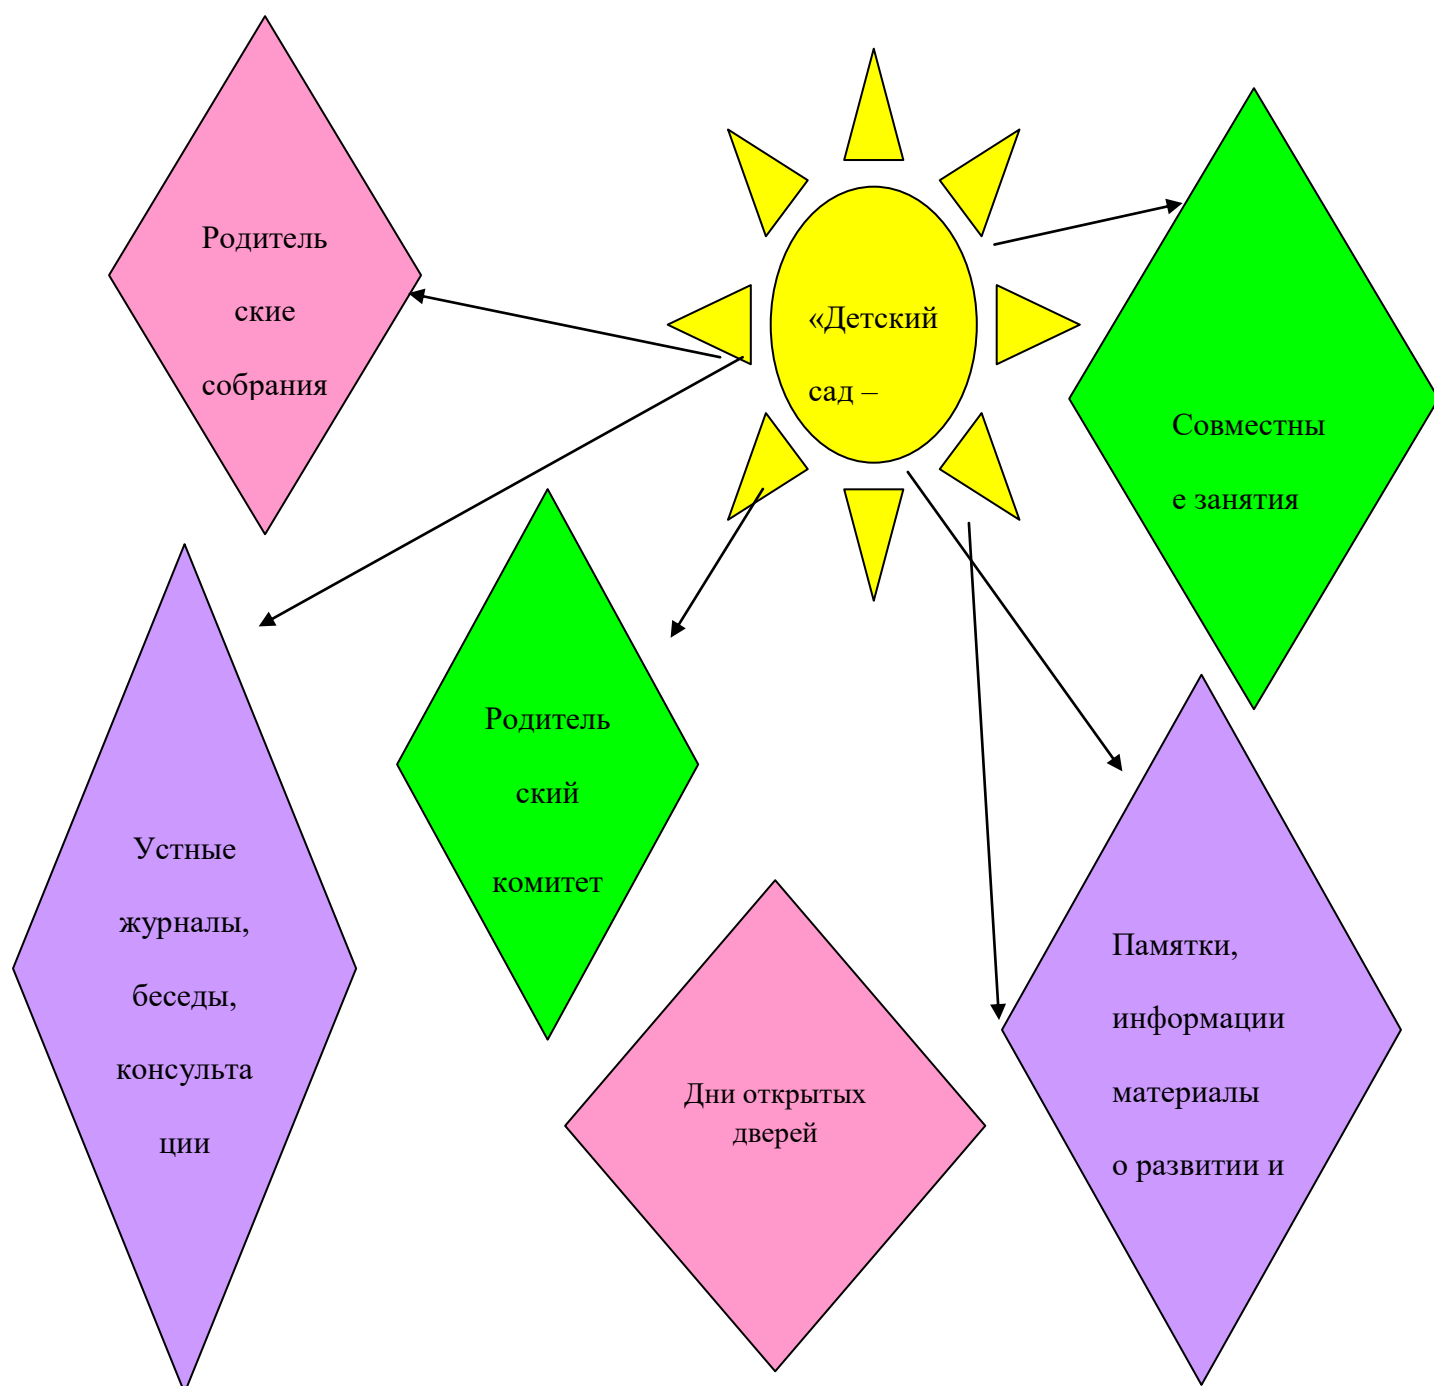 Родитель
ские
собрания
«Детский
сад –
Совместны
е занятия
Родитель
ский
комитет
Устные
журналы,
беседы,
консульта
ции
Дни открытых
дверей
Памятки,
информации
материалы
о развитии и